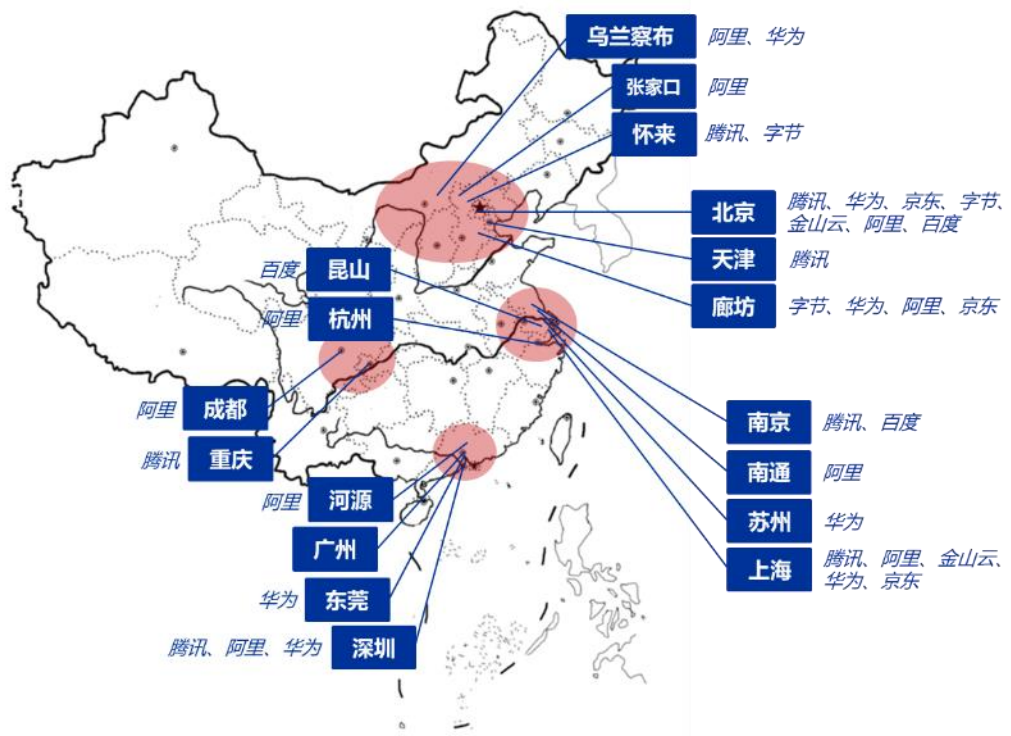 乌兰察布 阿里、华为
张家口 阿里
怀来 腾讯、字节
北京 腾讯、华为、京东、字节、
金山云、阿里、百度
天津 腾讯
廊坊 字节、华为、阿里、京东
百度 昆山
阿里 杭州
阿里 成都
腾讯 重庆
阿里 河源
广州
华为 东莞
腾讯、阿里、华为 深圳
南京 腾讯、百度
南通 阿里
苏州 华为
上海 腾讯、阿里、金山云、
华为、京东